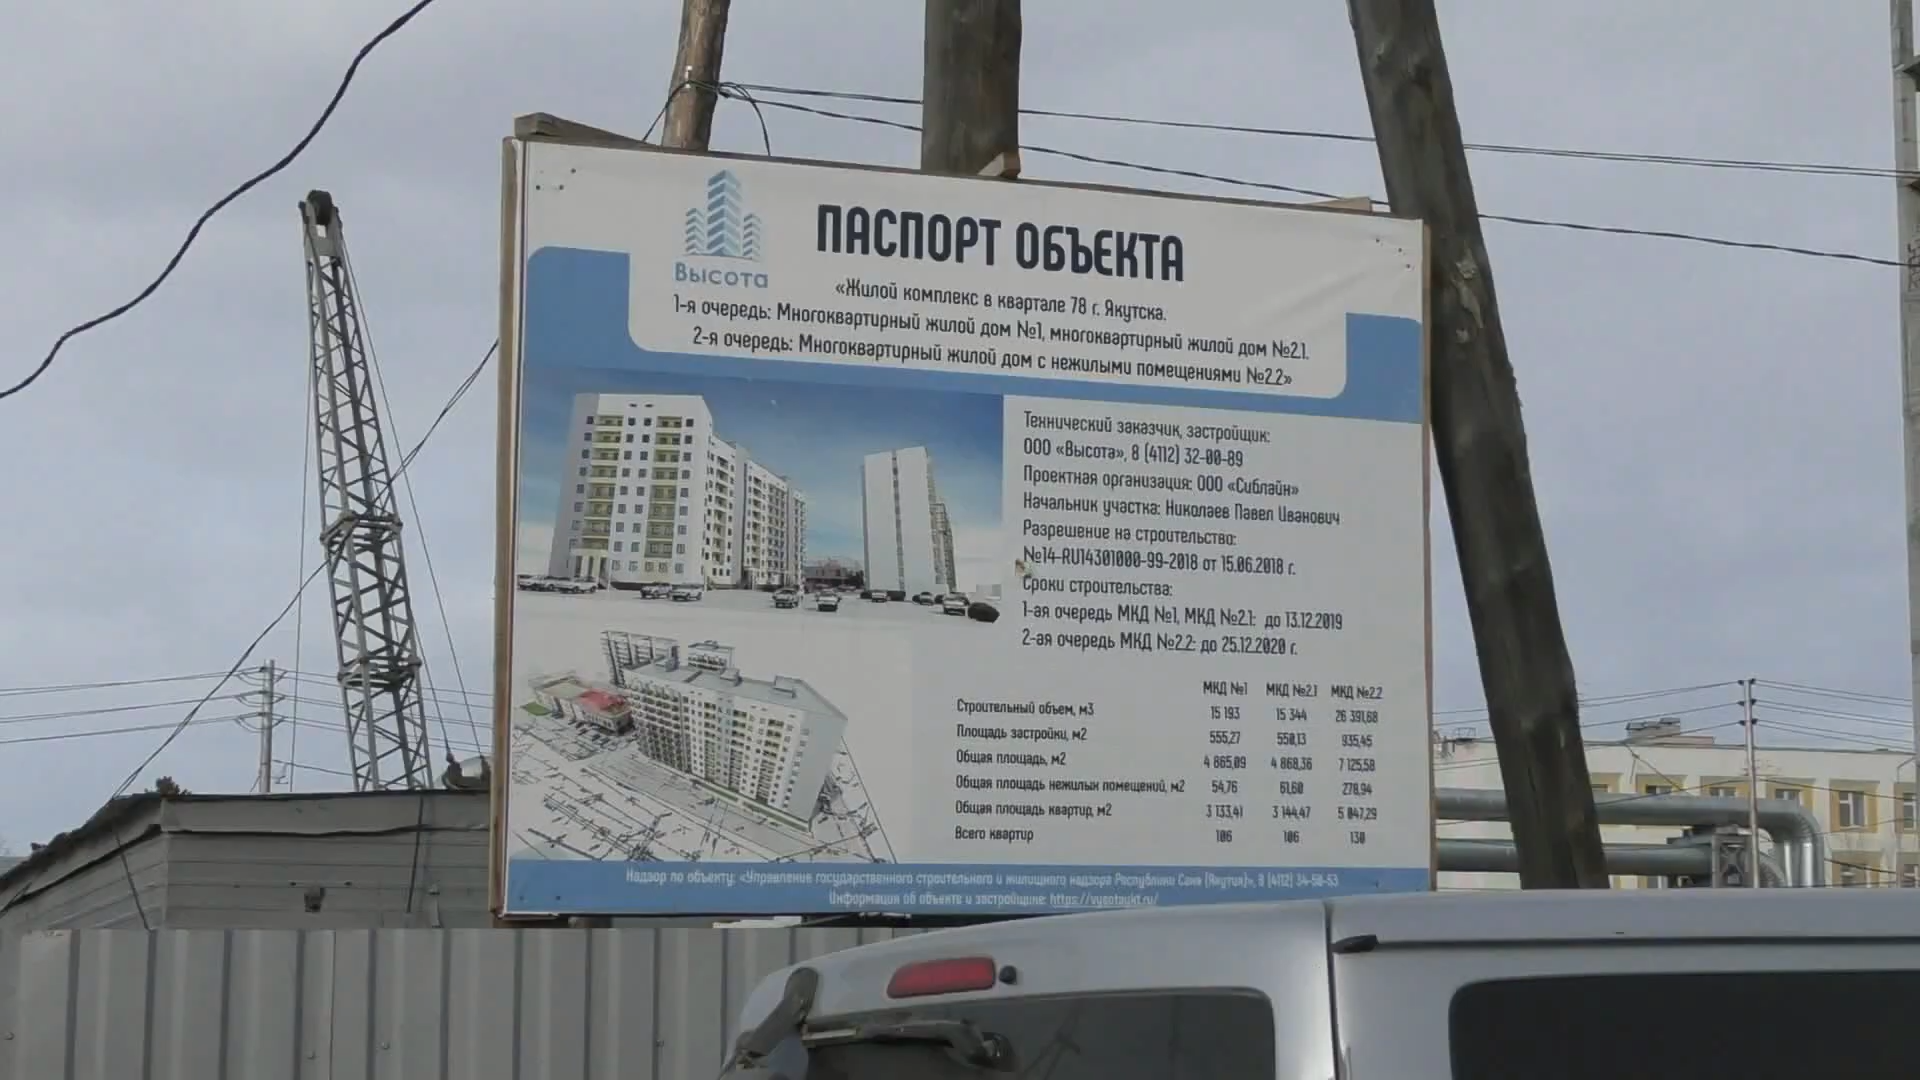 Высота
ПАСПОРТ ОБЪЕКТА
«Жилой комплекс в квартале 78 г. Якутска.
1-я очередь: Многоквартирный жилой дом №1, многоквартирный жилой дом №2.1.
2-я очередь: Многоквартирный жилой дом с нежилыми помещениями №2.2»
Технический заказчик, застройщик:
ООО «Высота», 8 (4112) 32-00-89
Проектная организация: ООО «Сиблайн»
Начальник участка: Николаев Павел Иванович
Разрешение на строительство:
№14-RU14301000-99-2018 от 15.06.2018 г.
Сроки строительства:
1-ая очередь МКД №1, МКД №2.1: до 13.12.2019
2-ая очередь МКД №2.2: до 25.12.2020 г.
МКД №1 МКД №2.1 МКД №2.2
Строительный объем, м3 15 193 15 344 26 391,68
Площадь застройки, м2 555,27 550,13 935,45
Общая площадь, м2 4 865,09 4 868,36 7 125,58
Общая площадь нежилых помещений, м2 54,76 61,60 278,94
Общая площадь квартир, м2 3 133,41 3 144,47 5 047,29
Всего квартир 106 106 130
Надзор по объекту: «Управление государственного строительного и жилищного надзора Республики Саха (Якутия)», 8 (4112) 34-50-53
Информация об объекте и застройщике: https://vysotaykt.ru/